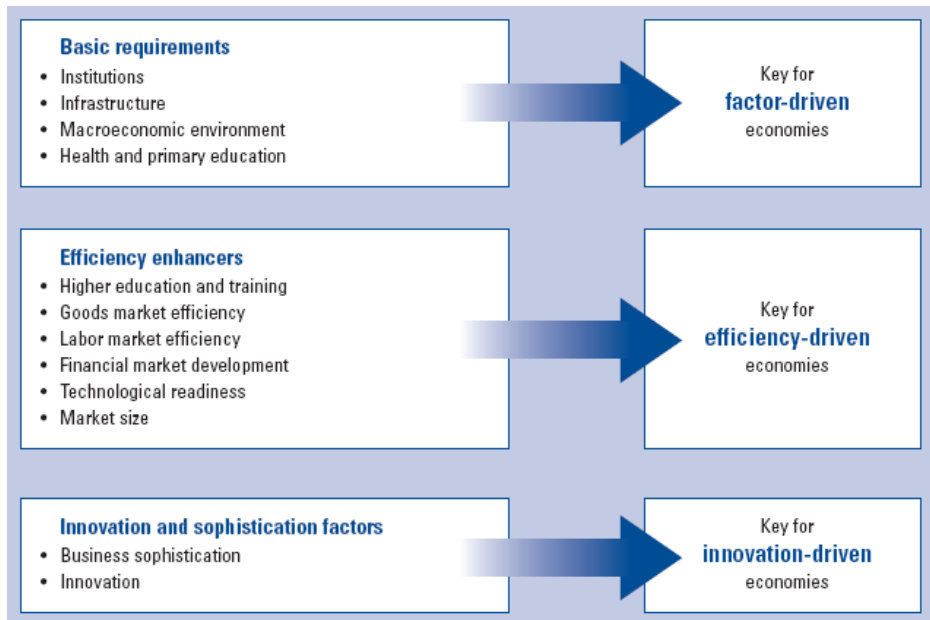 Basic requirements
• Institutions
• Infrastructure
• Macroeconomic environment
• Health and primary education
Key for
factor-driven
economies
Efficiency enhancers
• Higher education and training
• Goods market efficiency
• Labor market efficiency
• Financial market development
• Technological readiness
• Market size
Key for
efficiency-driven
economies
Innovation and sophistication factors
• Business sophistication
• Innovation
Key for
innovation-driven
economies